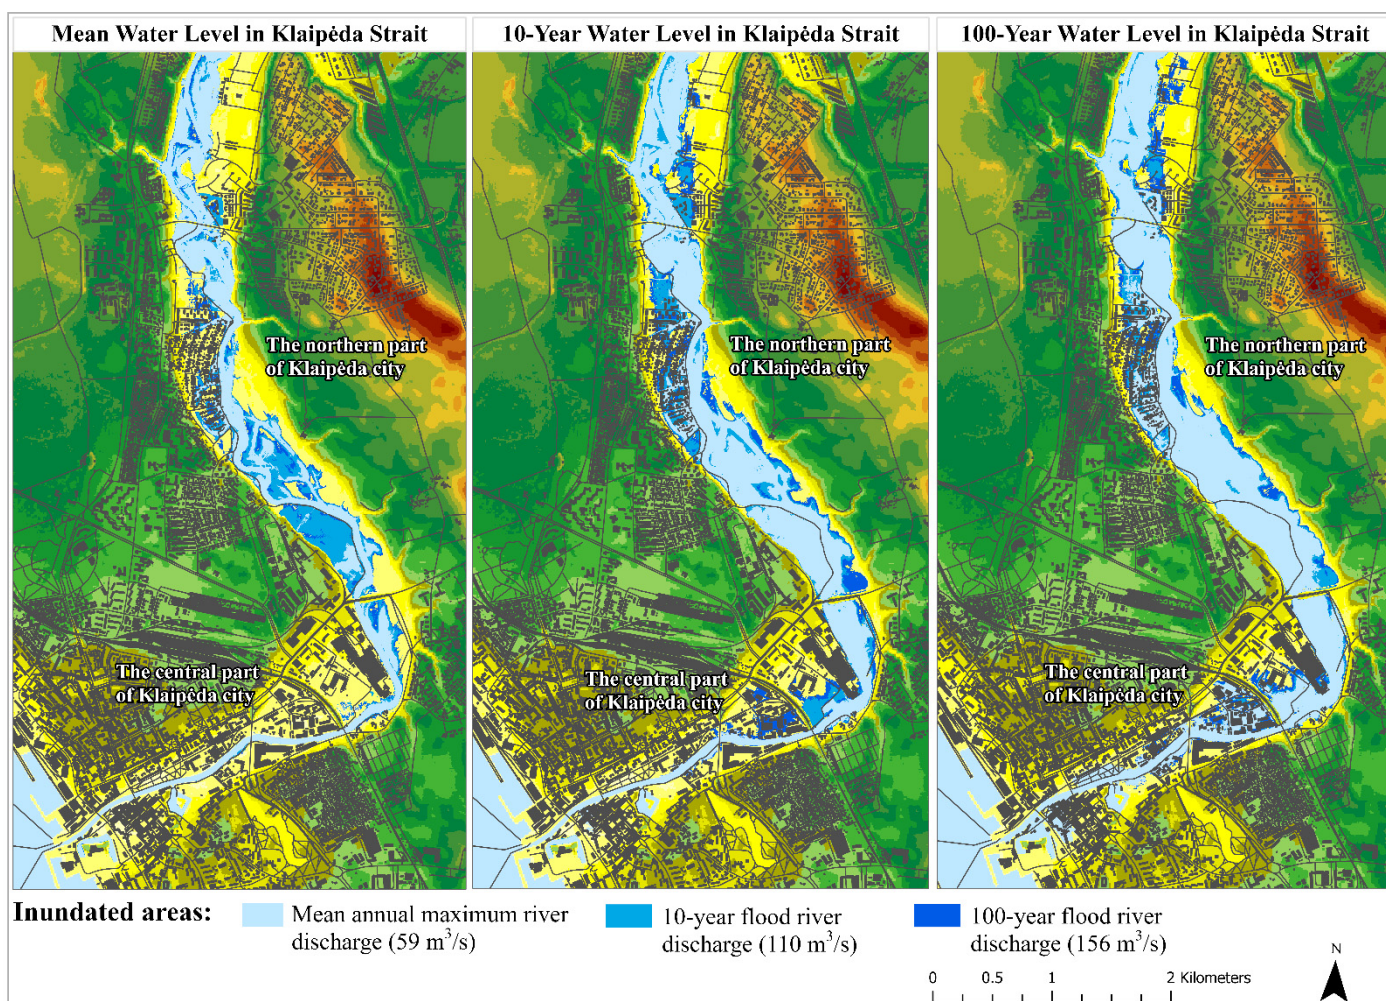 Mean Water Level in Klaipėda Strait
10-Year Water Level in Klaipėda Strait
100-Year Water Level in Klaipėda Strait
The northern part
of Klaipėda city
The northern part
of Klaipėda city
The northern part
of Klaipėda city
The central part
of Klaipėda city
The central part
of Klaipėda city
The central part
of Klaipėda city
Inundated areas:
Mean annual maximum river
discharge (59 m³/s)
10-year flood river
discharge (110 m³/s)
100-year flood river
discharge (156 m³/s)
N
0 0.5 1 2 Kilometers